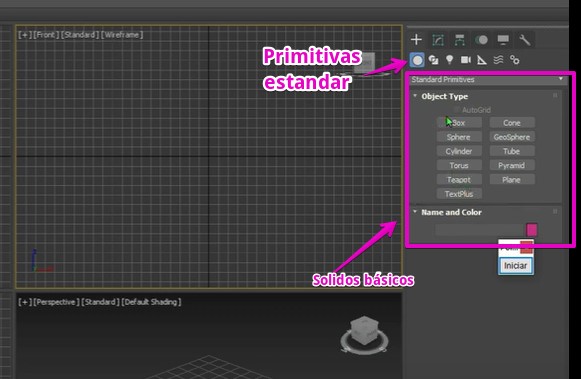 [+][Front][Standard][Wireframe]
Primitivas
estandar
Standard Primitives
Object Type
AutoGrid
Box Cone
Sphere GeoSphere
Cylinder Tube
Torus Pyramid
Teapot Plane
TextPlus
Name and Color
Solidos básicos
Iniciar
[+][Perspective][Standard][Default Shading]